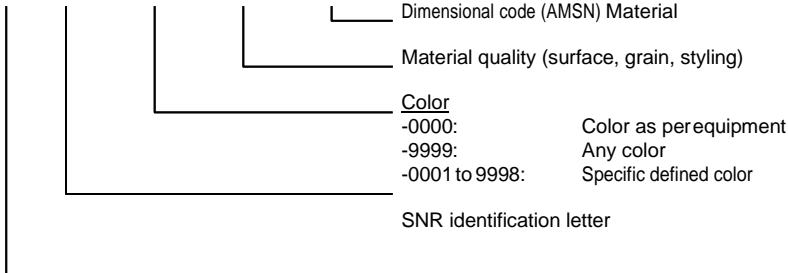 Dimensional code (AMSN) Material
Material quality (surface, grain, styling)
Color
-0000: Color as perequipment
-9999: Any color
-0001 to 9998: Specific defined color
SNR identification letter